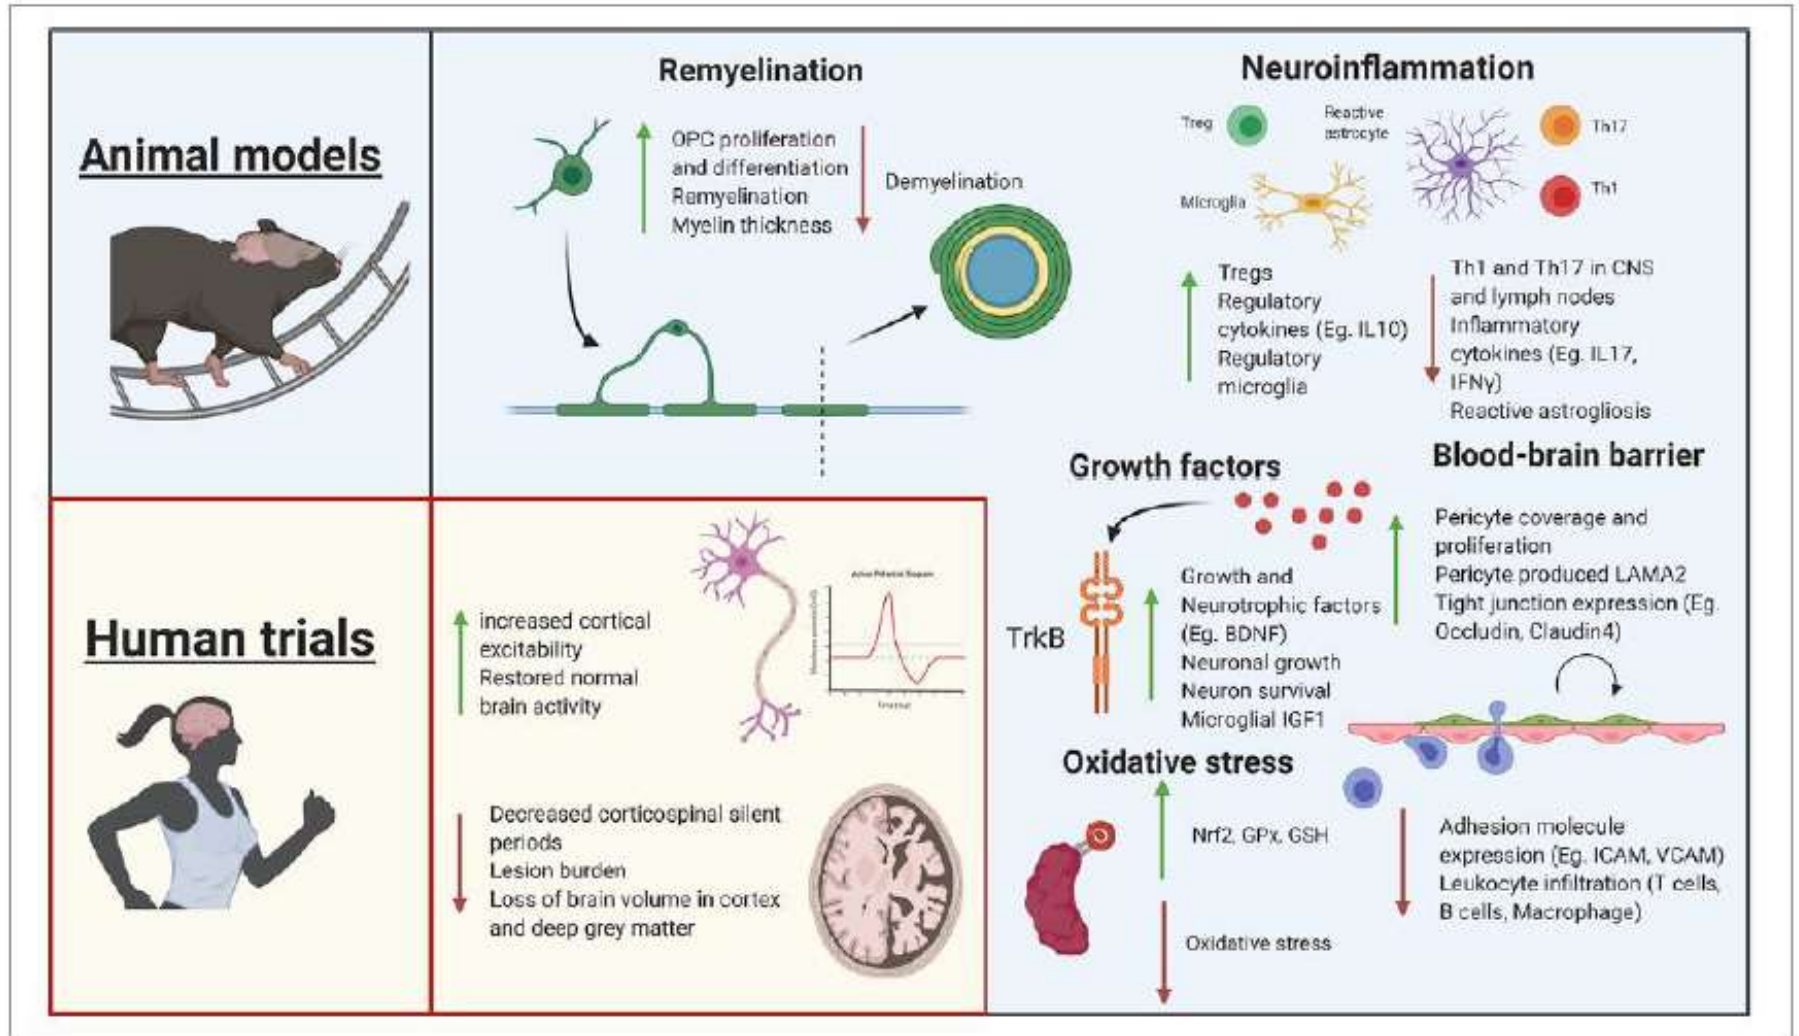 Animal models
Remyelination
OPC proliferation
and differentiation
Remyelination
Myelin thickness
Demyelination
Neuroinflammation
Treg
Reactive
astrocyte
Th17
Microglia
Th1
Tregs
Regulatory
cytokines (Eg. IL10)
Regulatory
microglia
Th1 and Th17 in CNS
and lymph nodes
Inflammatory
cytokines (Eg. IL17,
IFNγ)
Reactive astrogliosis
Growth factors
TrkB
Growth and
Neurotrophic factors
(Eg. BDNF)
Neuronal growth
Neuron survival
Microglial IGF1
Blood-brain barrier
Pericyte coverage and
proliferation
Pericyte produced LAMA2
Tight junction expression (Eg.
Occludin, Claudin4)
Adhesion molecule
expression (Eg. ICAM, VCAM)
Leukocyte infiltration (T cells,
B cells, Macrophage)
Oxidative stress
Nrf2, GPx, GSH
Oxidative stress
Human trials
increased cortical
excitability
Restored normal
brain activity
Decreased corticospinal silent
periods
Lesion burden
Loss of brain volume in cortex
and deep grey matter